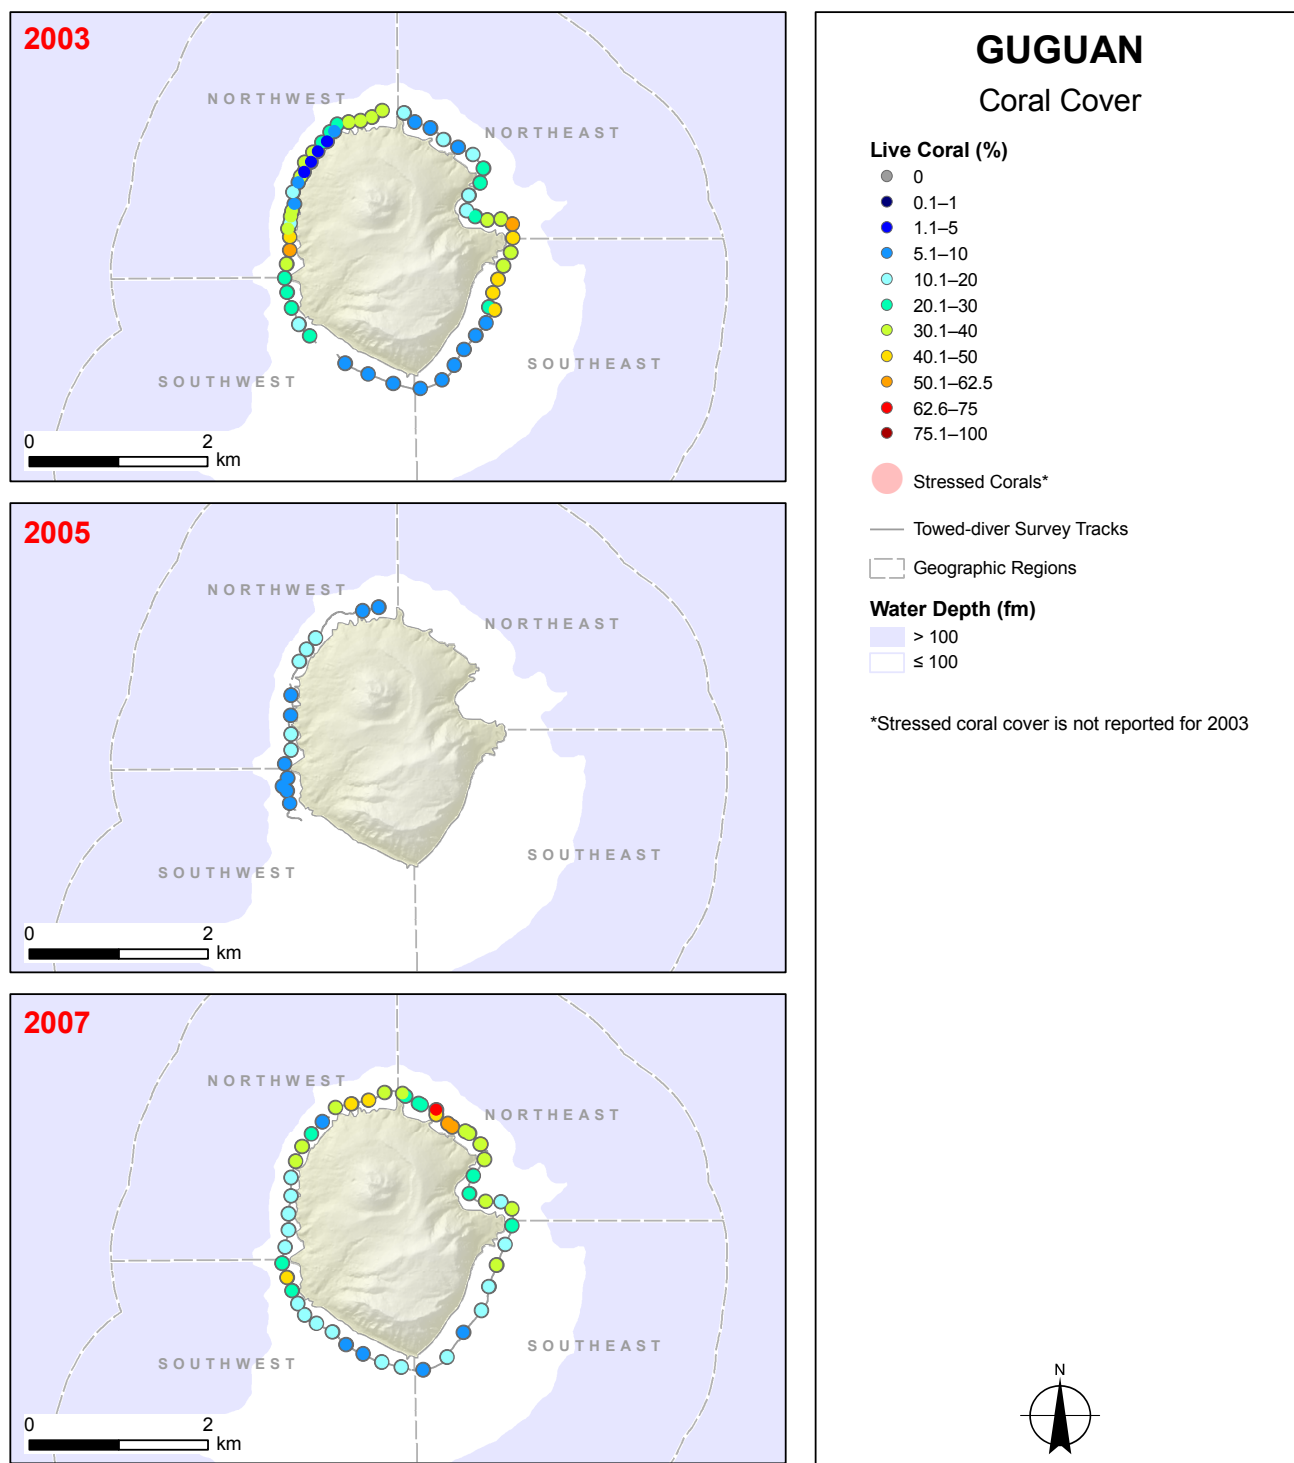 2003
NORTHWEST
NORTHEAST
SOUTHWEST
SOUTHEAST
0 2
km
2005
NORTHWEST
NORTHEAST
SOUTHWEST
SOUTHEAST
0 2
km
2007
NORTHWEST
NORTHEAST
SOUTHWEST
SOUTHEAST
0 2
km
GUGUAN
Coral Cover
Live Coral (%)
0
0.1–1
1.1–5
5.1–10
10.1–20
20.1–30
30.1–40
40.1–50
50.1–62.5
62.6–75
75.1–100
Stressed Corals*
Towed-diver Survey Tracks
Geographic Regions
Water Depth (fm)
> 100
≤ 100
*Stressed coral cover is not reported for 2003
N